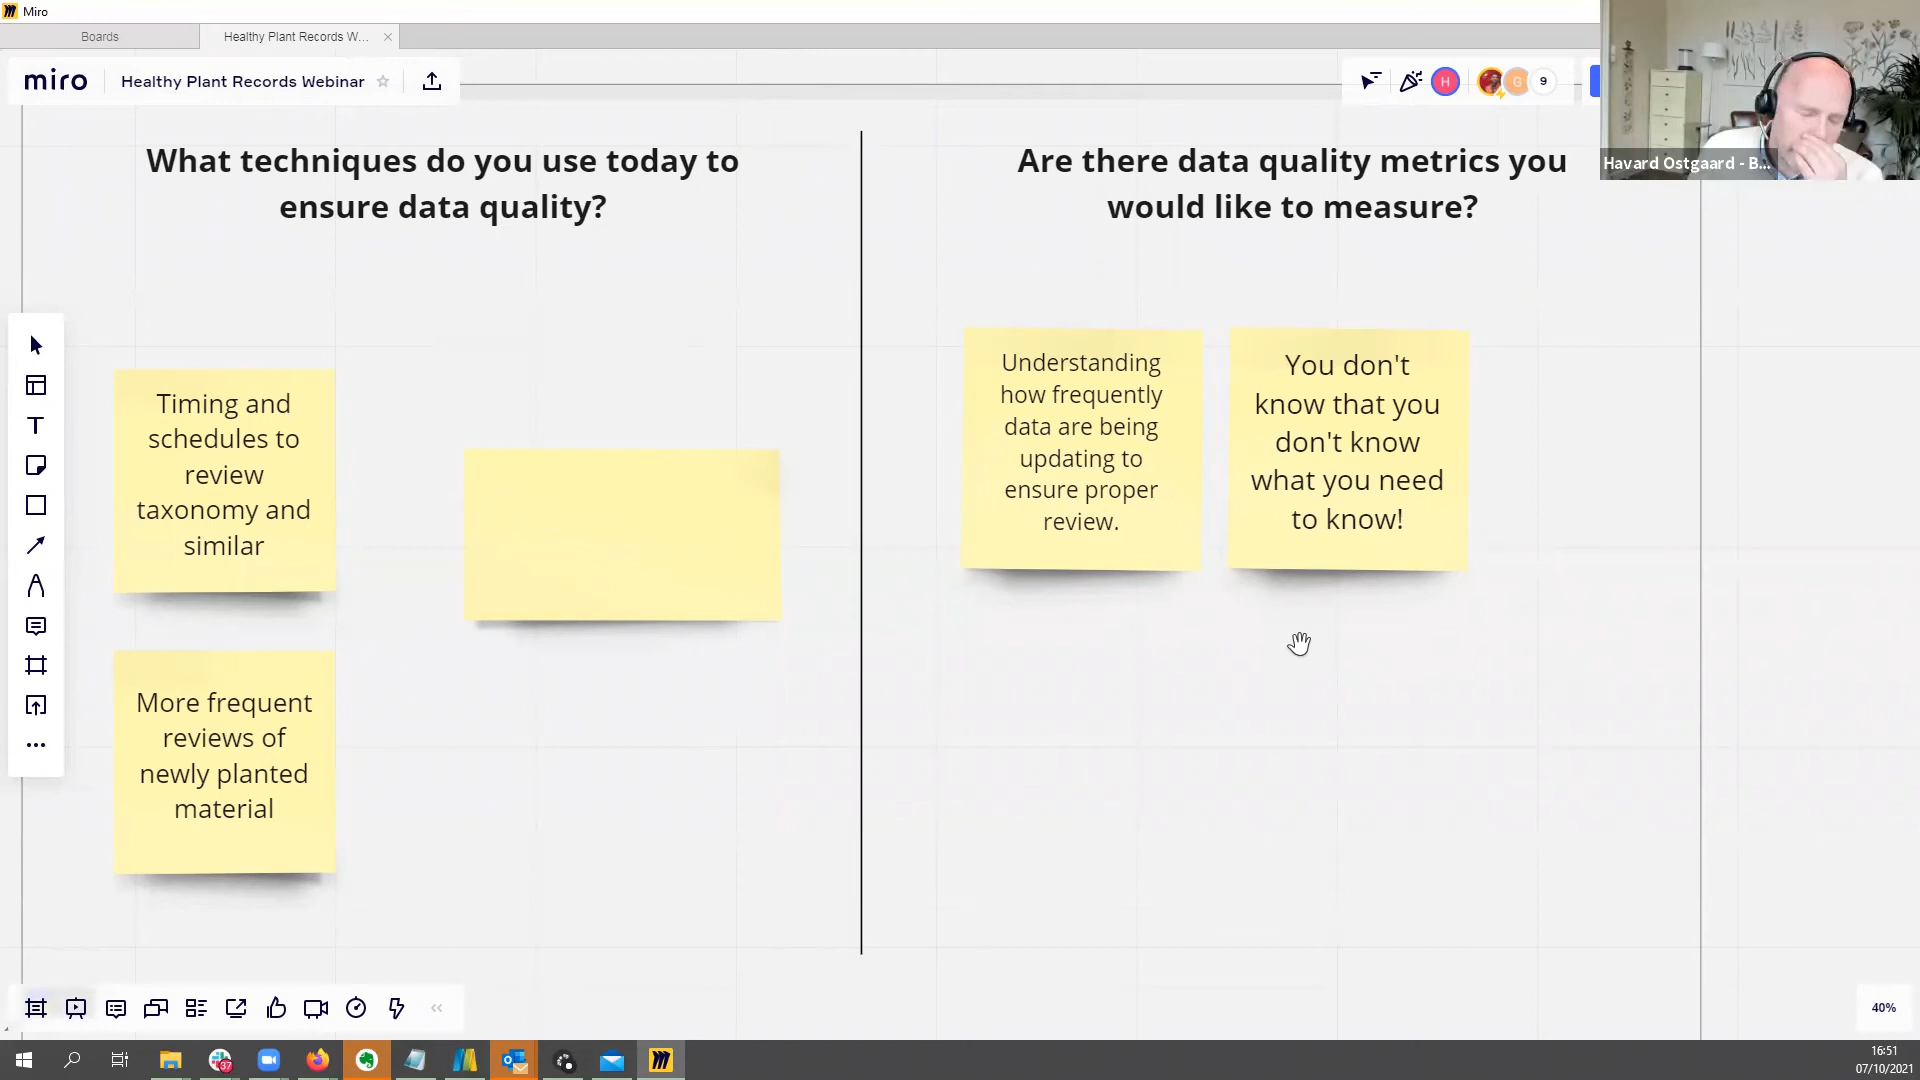 Miro
Boards
Healthy Plant Records W...
miro
Healthy Plant Records Webinar
H
G
9
Havard Ostgaard - B...
What techniques do you use today to
ensure data quality?
Are there data quality metrics you
would like to measure?
Timing and
schedules to
review
taxonomy and
similar
More frequent
reviews of
newly planted
material
Understanding
how frequently
data are being
updating to
ensure proper
review.
You don't
know that you
don't know
what you need
to know!
40%
37
16:51
07/10/2021